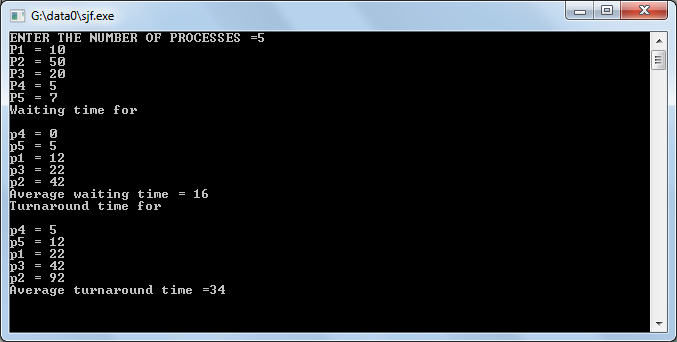 G:\data0\sjf.exe
ENTER THE NUMBER OF PROCESSES =5
P1 = 10
P2 = 50
P3 = 20
P4 = 5
P5 = 7
Waiting time for
p4 = 0
p5 = 5
p1 = 12
p3 = 22
p2 = 42
Average waiting time = 16
Turnaround time for
p4 = 5
p5 = 12
p1 = 22
p3 = 42
p2 = 92
Average turnaround time =34